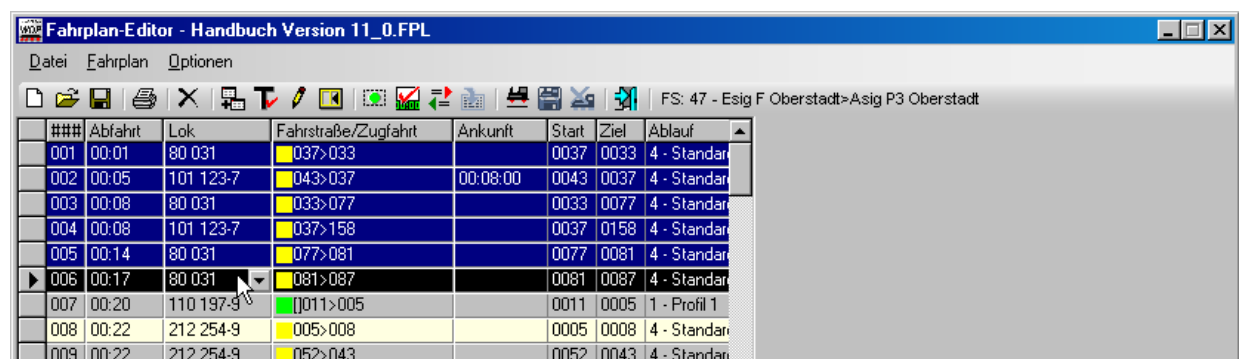 Fahrplan-Editor - Handbuch Version 11_0.FPL
Datei Fahrplan Optionen
FS: 47 - Esig F Oberstadt>Asig P3 Oberstadt
### Abfahrt Lok Fahrstraße/Zugfahrt Ankunft Start Ziel Ablauf
001 00:01 80 031 037>033 0037 0033 4 - Standar
002 00:05 101 123-7 043>037 00:08:00 0043 0037 4 - Standar
003 00:08 80 031 033>077 0033 0077 4 - Standar
004 00:08 101 123-7 037>158 0037 0158 4 - Standar
005 00:14 80 031 077>081 0077 0081 4 - Standar
006 00:17 80 031 081>087 0081 0087 4 - Standar
007 00:20 110 197-9 []011>005 0011 0005 1 - Profil 1
008 00:22 212 254-9 005>008 0005 0008 4 - Standar
009 00:22 212 254-9 052>043 0052 0043 4 - Standar